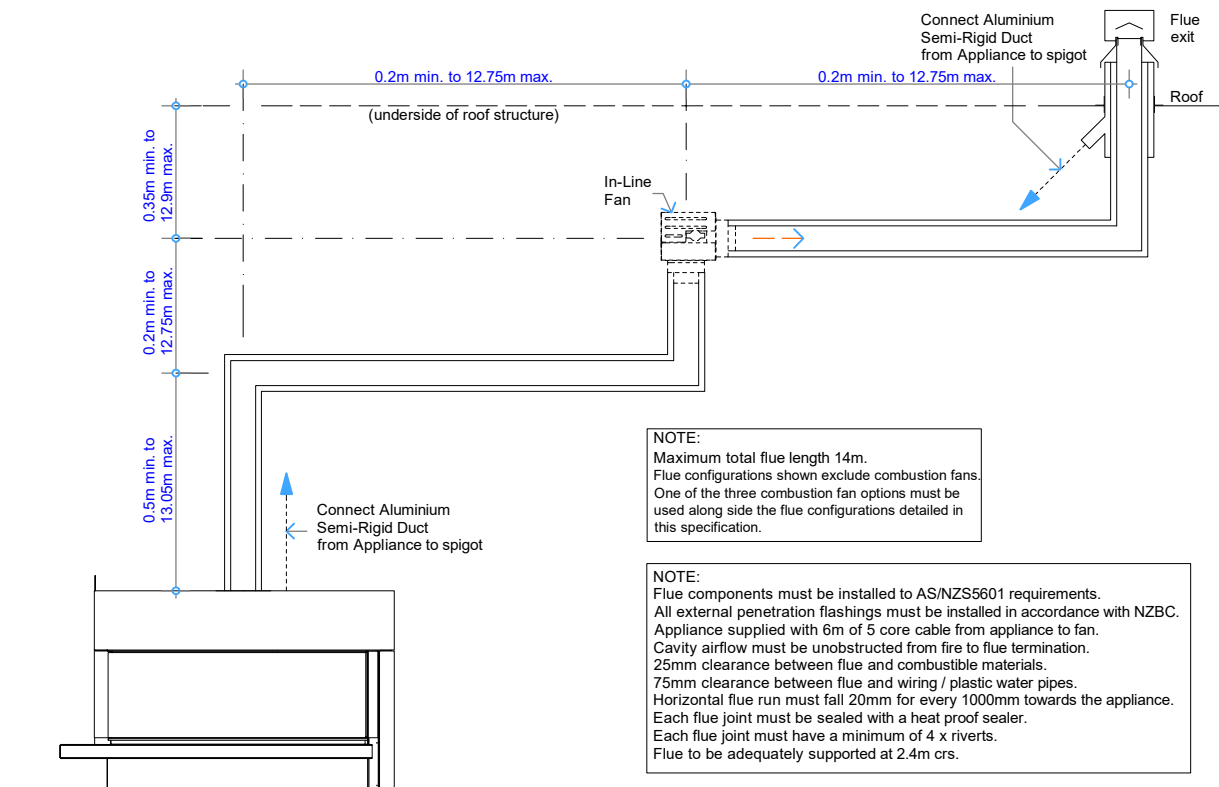 Connect Aluminium
Semi-Rigid Duct
from Appliance to spigot
Flue
exit
0.2m min. to 12.75m max.
0.2m min. to 12.75m max.
Roof
(underside of roof structure)
0.35m min. to
12.9m max.
In-Line
Fan
0.2m min. to
12.75m max.
0.5m min. to
13.05m max.
Connect Aluminium
Semi-Rigid Duct
from Appliance to spigot
NOTE:
Maximum total flue length 14m.
Flue configurations shown exclude combustion fans.
One of the three combustion fan options must be
used along side the flue configurations detailed in
this specification.
NOTE:
Flue components must be installed to AS/NZS5601 requirements.
All external penetration flashings must be installed in accordance with NZBC.
Appliance supplied with 6m of 5 core cable from appliance to fan.
Cavity airflow must be unobstructed from fire to flue termination.
25mm clearance between flue and combustible materials.
75mm clearance between flue and wiring / plastic water pipes.
Horizontal flue run must fall 20mm for every 1000mm towards the appliance.
Each flue joint must be sealed with a heat proof sealer.
Each flue joint must have a minimum of 4 x riverts.
Flue to be adequately supported at 2.4m crs.